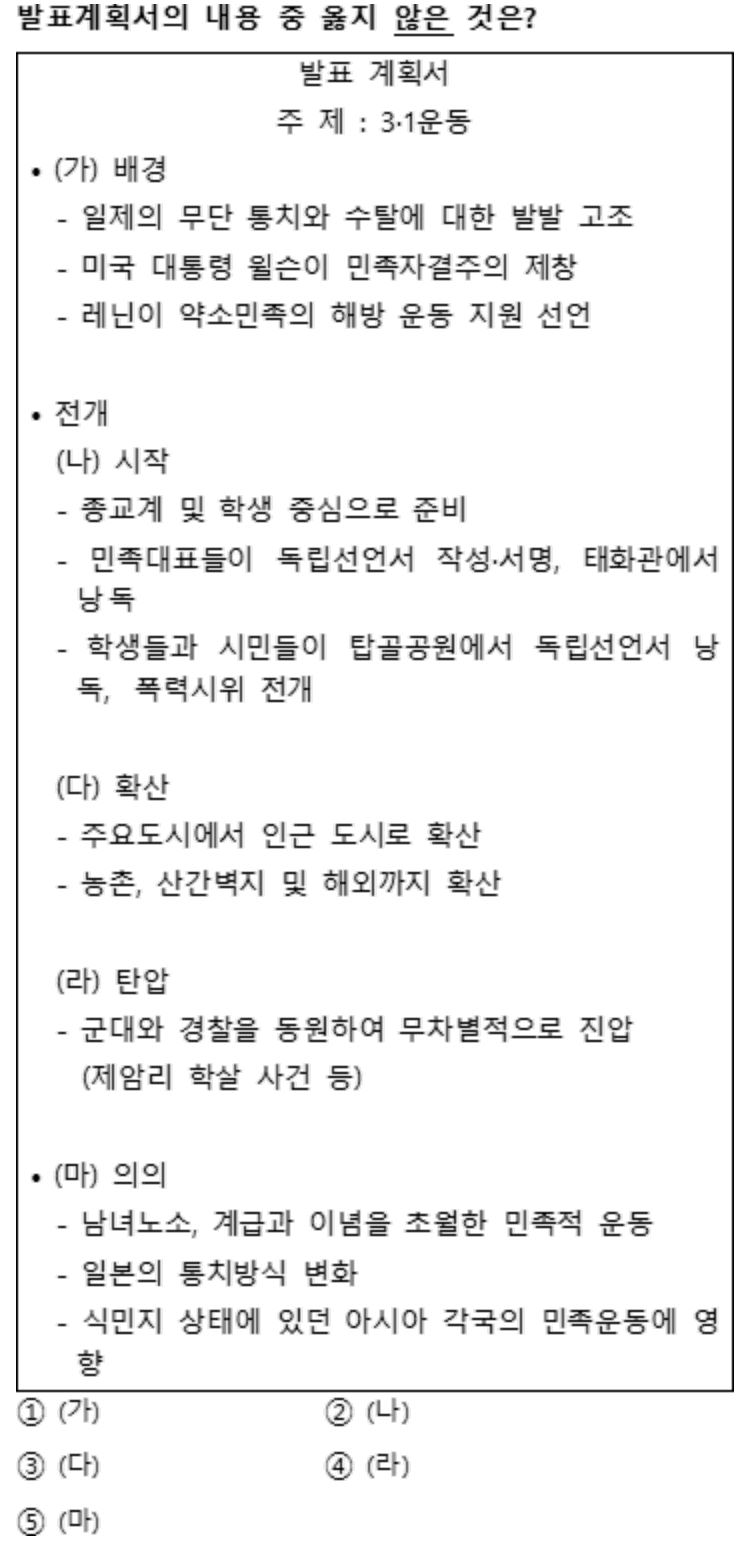 발표계획서의 내용 중 옳지 않은 것은?
발표 계획서
주 제 : 3·1운동
• (가) 배경
- 일제의 무단 통치와 수탈에 대한 발발 고조
- 미국 대통령 윌슨이 민족자결주의 제창
- 레닌이 약소민족의 해방 운동 지원 선언
• 전개
(나) 시작
- 종교계 및 학생 중심으로 준비
- 민족대표들이 독립선언서 작성·서명, 태화관에서
낭독
- 학생들과 시민들이 탑골공원에서 독립선언서 낭
독, 폭력시위 전개
(다) 확산
- 주요도시에서 인근 도시로 확산
- 농촌, 산간벽지 및 해외까지 확산
(라) 탄압
- 군대와 경찰을 동원하여 무차별적으로 진압
(제암리 학살 사건 등)
• (마) 의의
- 남녀노소, 계급과 이념을 초월한 민족적 운동
- 일본의 통치방식 변화
- 식민지 상태에 있던 아시아 각국의 민족운동에 영
향
① (가) ② (나)
③ (다) ④ (라)
⑤ (마)